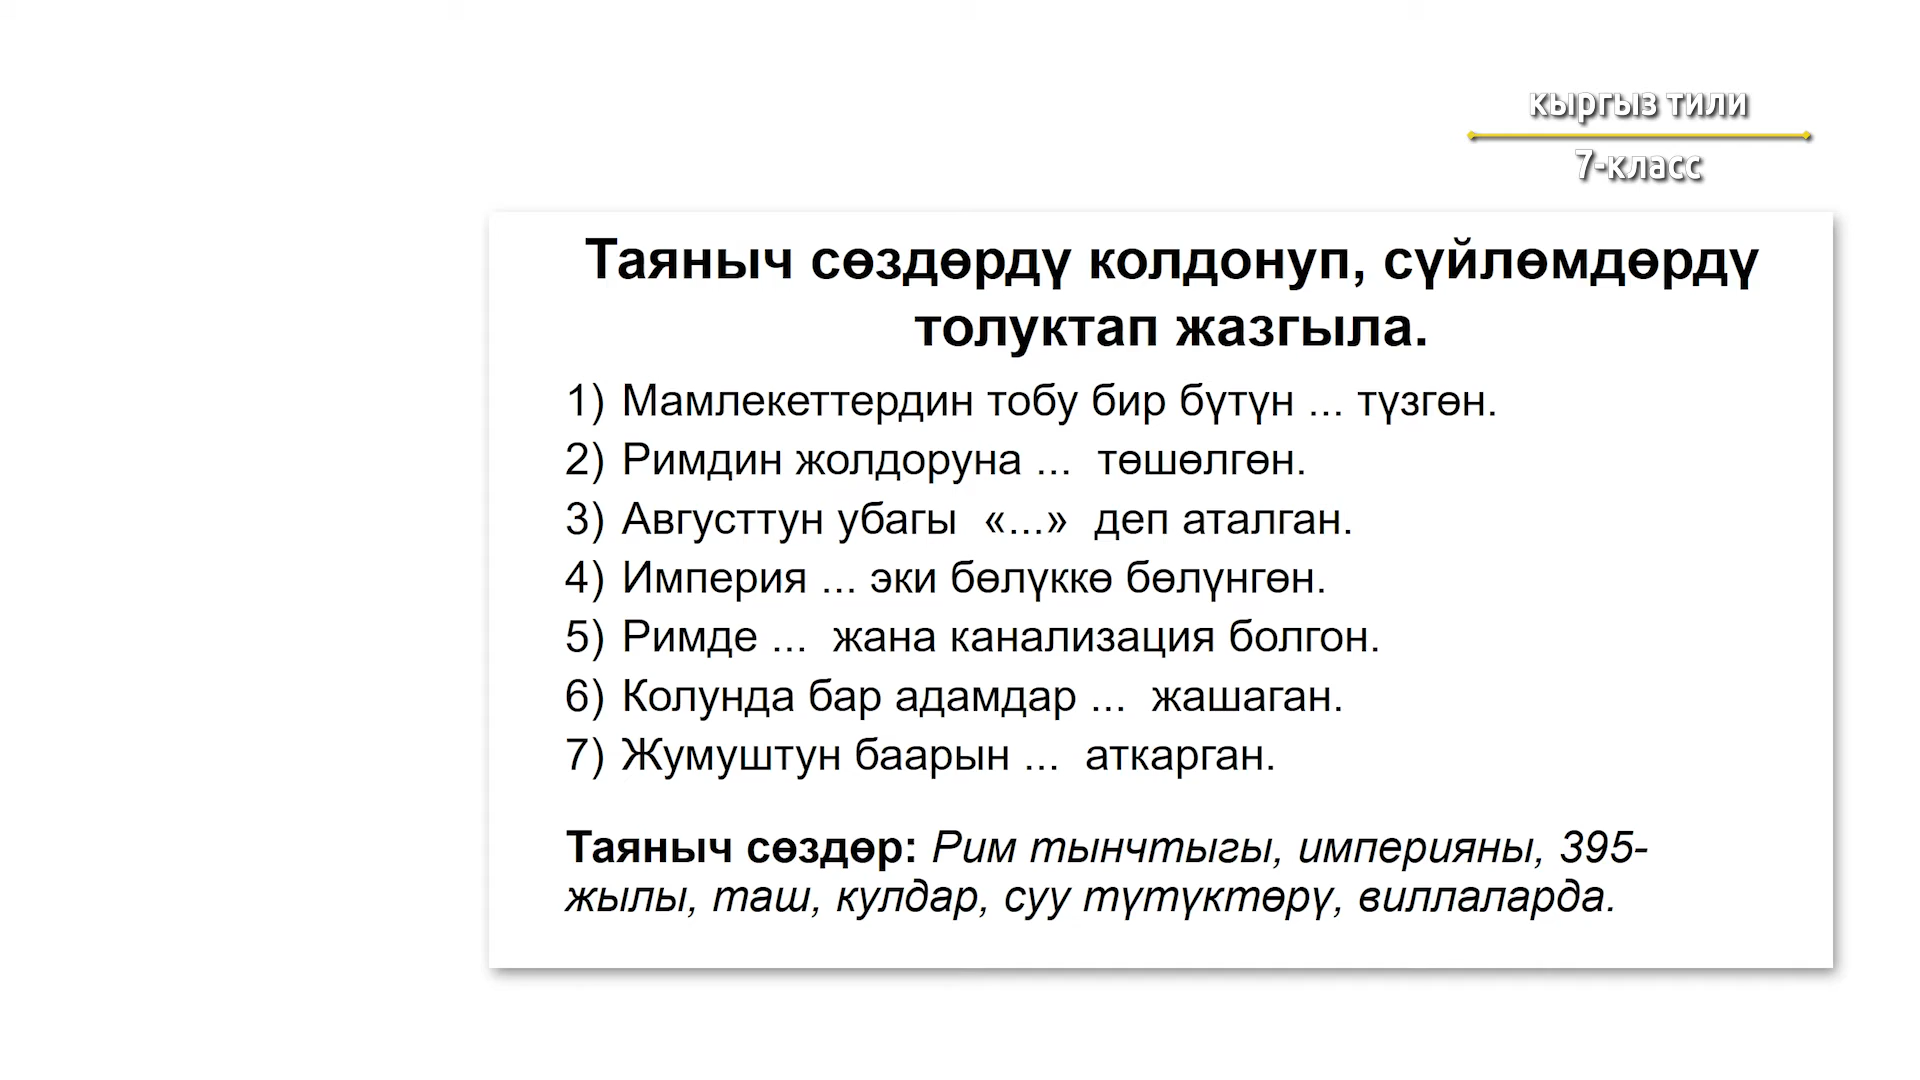 кыргыз тили
7-класс
Таяныч сөздөрдү колдонуп, сүйлөмдөрдү
толуктап жазгыла.
1) Мамлекеттердин тобу бир бүтүн ... түзгөн.
2) Римдин жолдоруна ... төшөлгөн.
3) Августтун убагы «...» деп аталган.
4) Империя ... эки бөлүккө бөлүнгөн.
5) Римде ... жана канализация болгон.
6) Колунда бар адамдар ... жашаган.
7) Жумуштун баарын ... аткарган.
Таяныч сөздөр: Рим тынчтыгы, империяны, 395-
жылы, таш, кулдар, суу түтүктөрү, виллаларда.